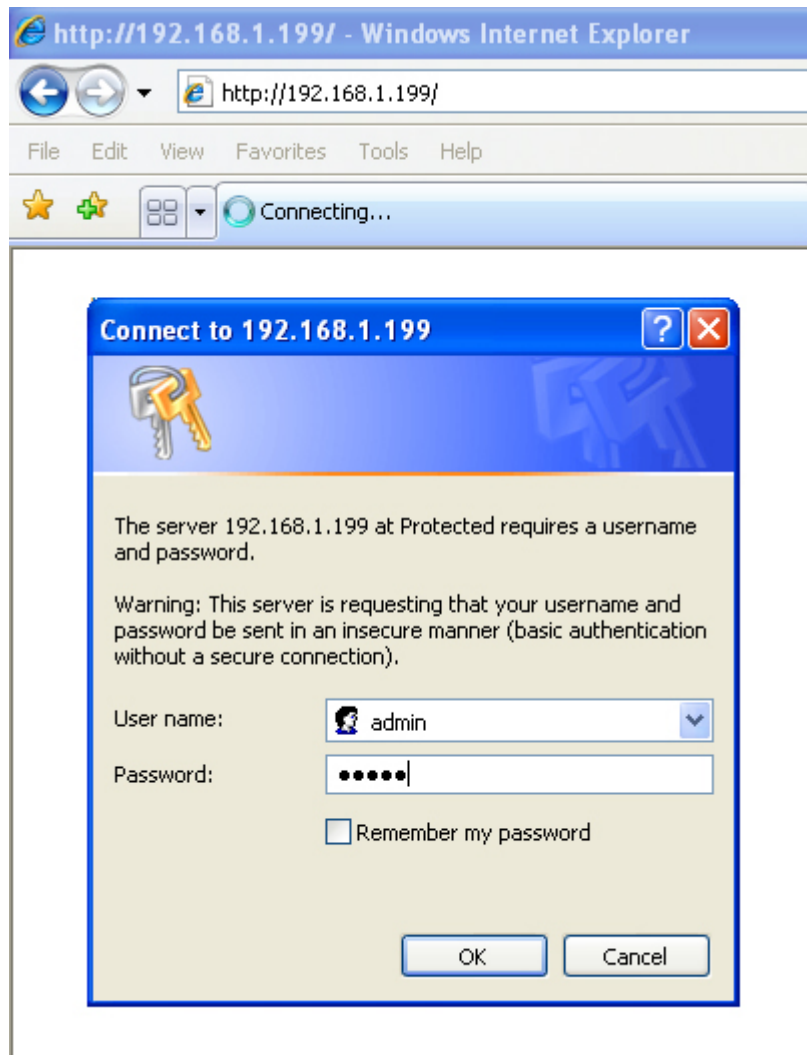 http://192.168.1.199/ - Windows Internet Explorer
http://192.168.1.199/
File Edit View Favorites Tools Help
Connecting...
Connect to 192.168.1.199
The server 192.168.1.199 at Protected requires a username
and password.
Warning: This server is requesting that your username and
password be sent in an insecure manner (basic authentication
without a secure connection).
User name: admin
Password: •••••
Remember my password
OK Cancel